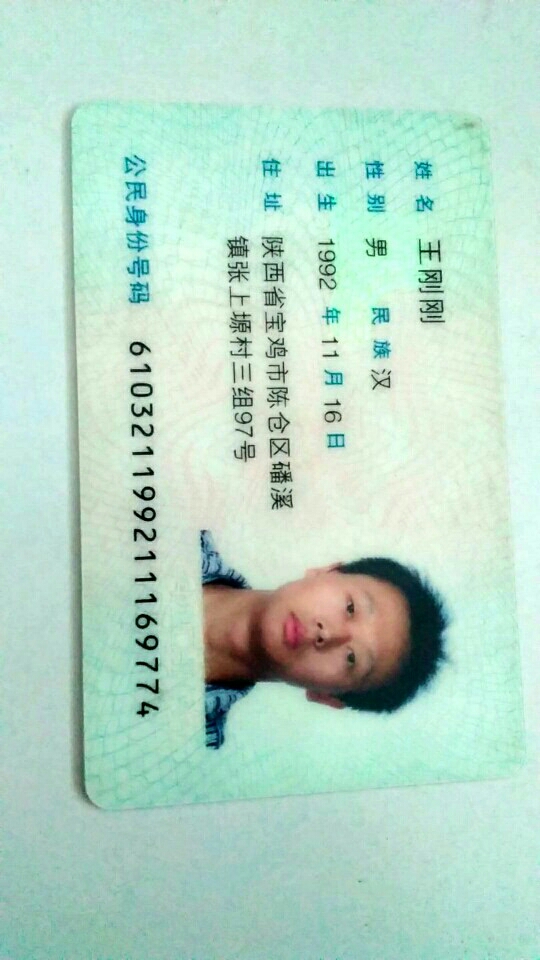 姓名 王刚刚
性别 男 民族 汉
出生 1992 年 11 月 16 日
住址 陕西省宝鸡市陈仓区磻溪
镇张上塬村三组97号
公民身份号码 610321199211169774